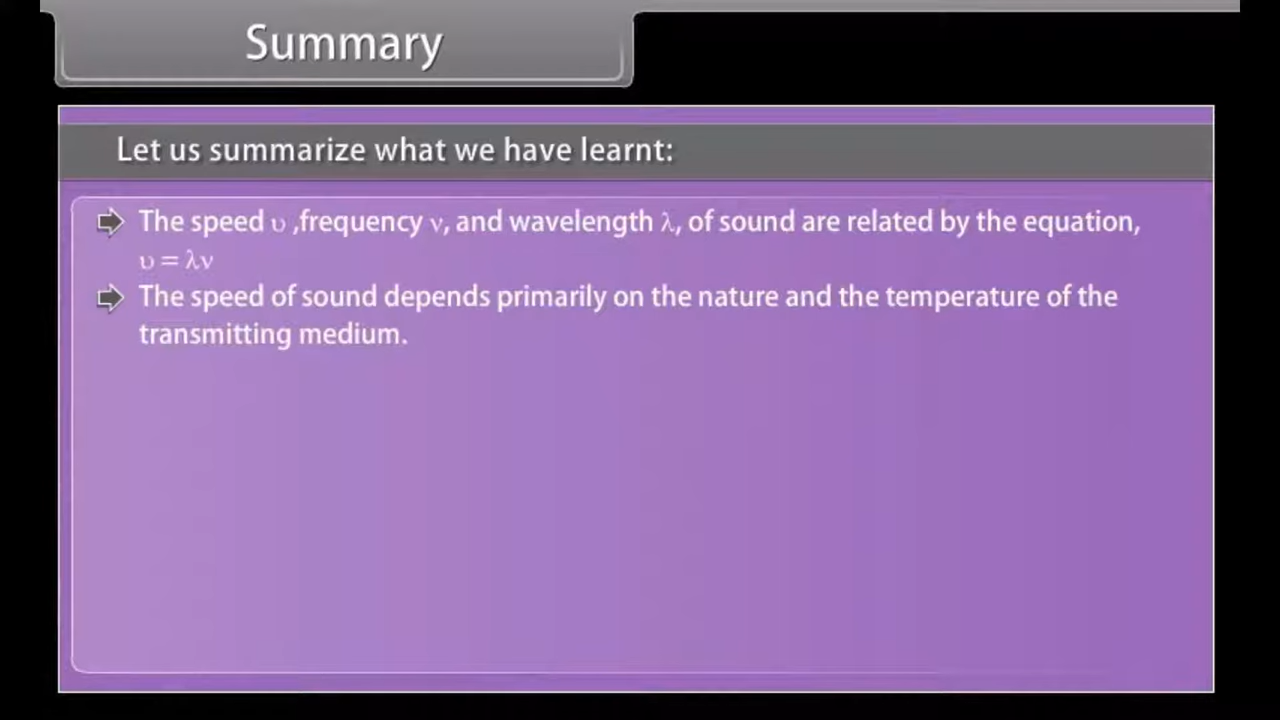 Summary
Let us summarize what we have learnt:
The speed υ ,frequency ν, and wavelength λ, of sound are related by the equation,
υ = λν
The speed of sound depends primarily on the nature and the temperature of the
transmitting medium.